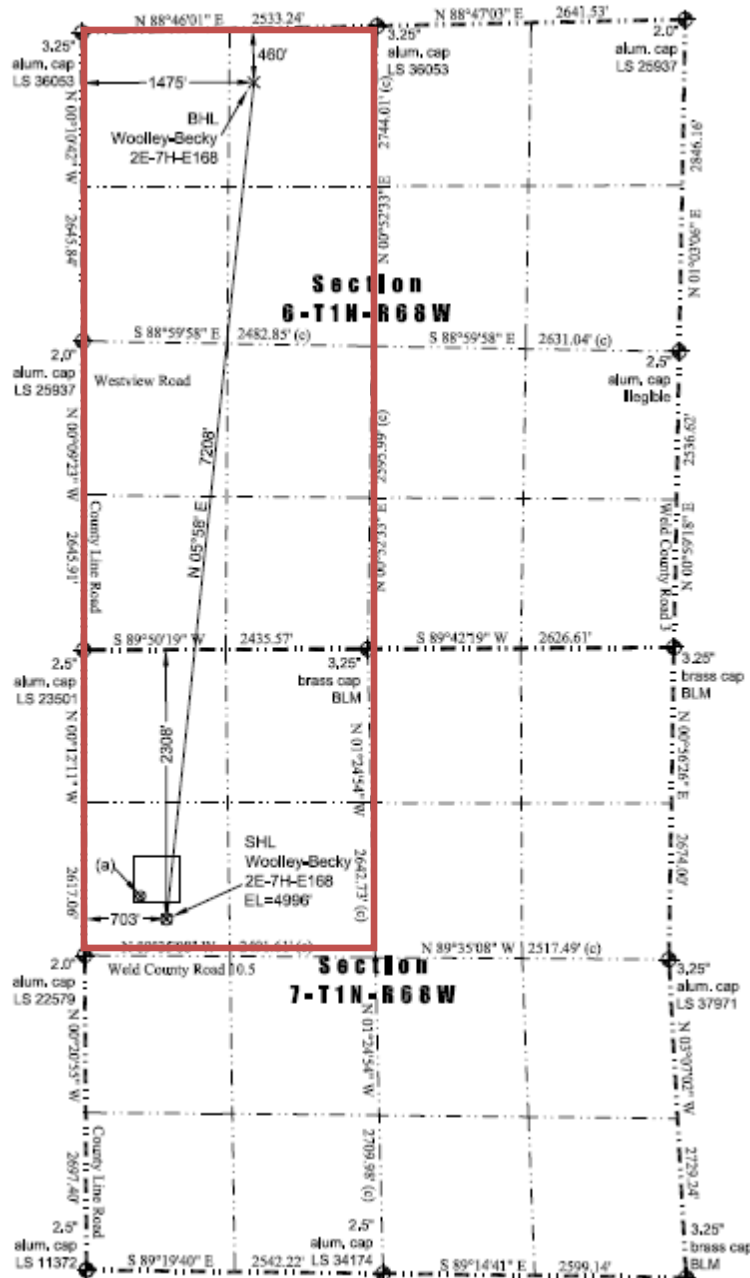 N 88°46'01" E 2533.24'
N 88°47'03" E 2641.53'
3.25"
alum. cap
LS 36053
460'
3.25"
alum. cap
LS 36053
2.0"
alum. cap
LS 25937
1475'
BHL
Woolley-Becky
2E-7H-E168
N 00°10'42" W
2645.84'
2744.01' (c)
N 00°52'33" E
2846.16'
N 01°03'06" E
Section
6-T1N-R68W
S 88°59'58" E 2482.85' (c)
S 88°59'58" E 2631.04' (c)
2.0"
alum. cap
LS 25937
Westview Road
2.5"
alum. cap
Illegible
N 00°09'23" W
2645.91'
County Line Road
7208'
N 05°58' E
2595.99' (c)
N 00°52'33" E
2536.62'
N 00°59'18" E
Weld County Road 3
S 89°50'19" W 2435.57'
S 89°42'19" W 2626.61'
2.5"
alum. cap
LS 23501
3.25"
brass cap
BLM
3.25"
brass cap
BLM
2308'
N 00°12'11" W
2617.06'
N 01°24'54" W
2642.73' (c)
N 00°56'26" E
2674.00'
(a)
SHL
Woolley-Becky
2E-7H-E168
EL=4996'
703'
N 89°35'08" W 2517.49' (c)
2.0"
alum. cap
LS 22579
Weld County Road 10.5
Section
7-T1N-R68W
3.25"
alum. cap
LS 37971
N 00°20'55" W
2697.40'
County Line Road
N 01°24'54" W
2709.98' (c)
N 03°07'02" W
2729.24'
2.5"
alum. cap
LS 11372
S 89°19'40" E 2542.22'
2.5"
alum. cap
LS 34174
S 89°14'41" E 2599.14'
3.25"
brass cap
BLM